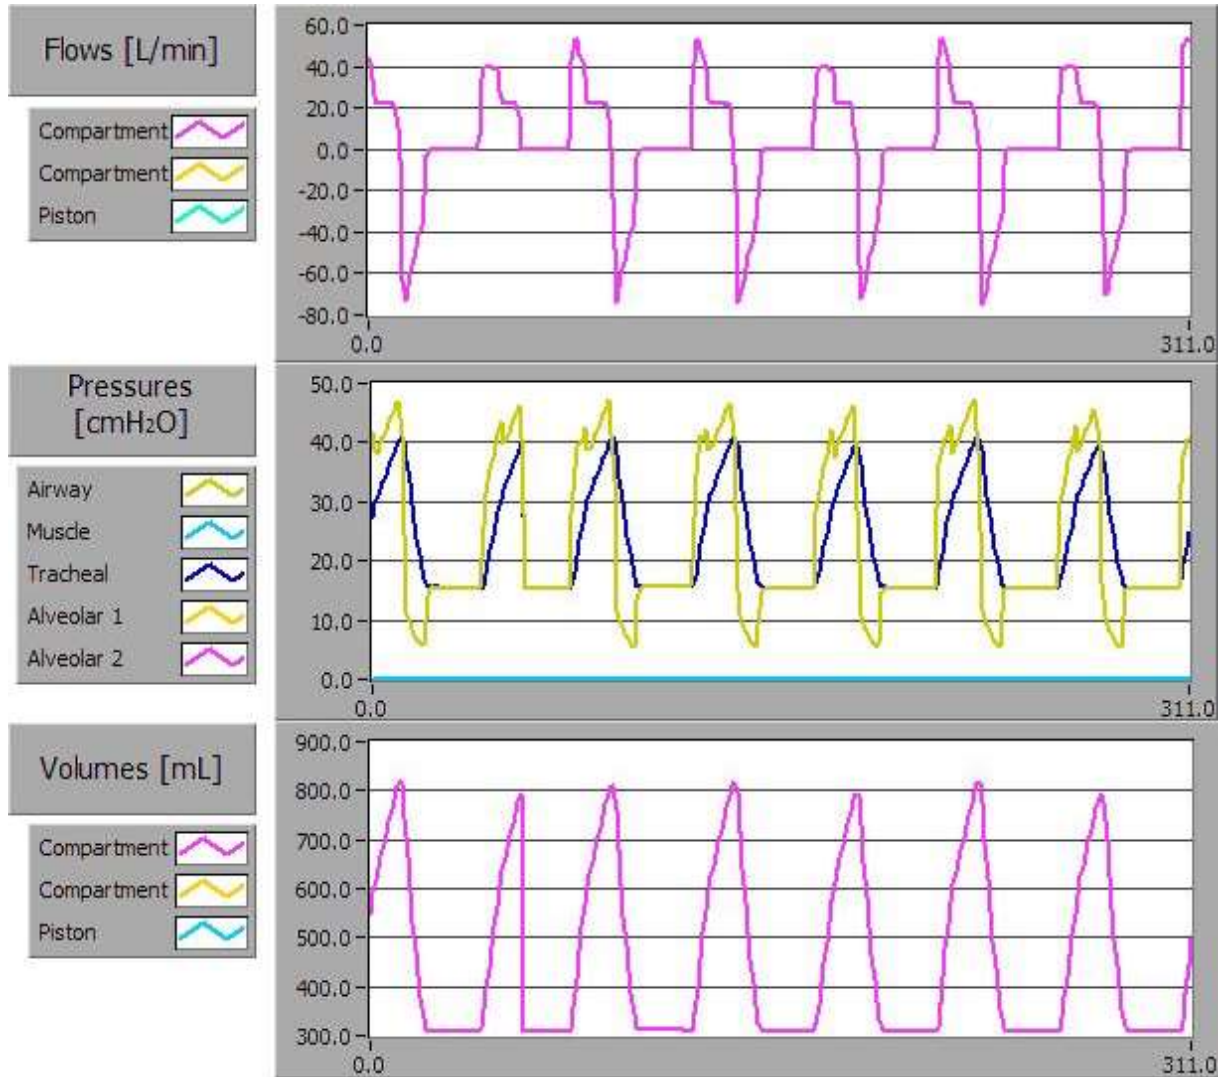 Flows [L/min]
Compartment
Compartment
Piston
60.0
40.0
20.0
0.0
-20.0
-40.0
-60.0
-80.0
0.0
311.0
Pressures
[cmH₂O]
Airway
Muscle
Tracheal
Alveolar 1
Alveolar 2
50.0
40.0
30.0
20.0
10.0
0.0
0.0
311.0
Volumes [mL]
Compartment
Compartment
Piston
900.0
800.0
700.0
600.0
500.0
400.0
300.0
0.0
311.0